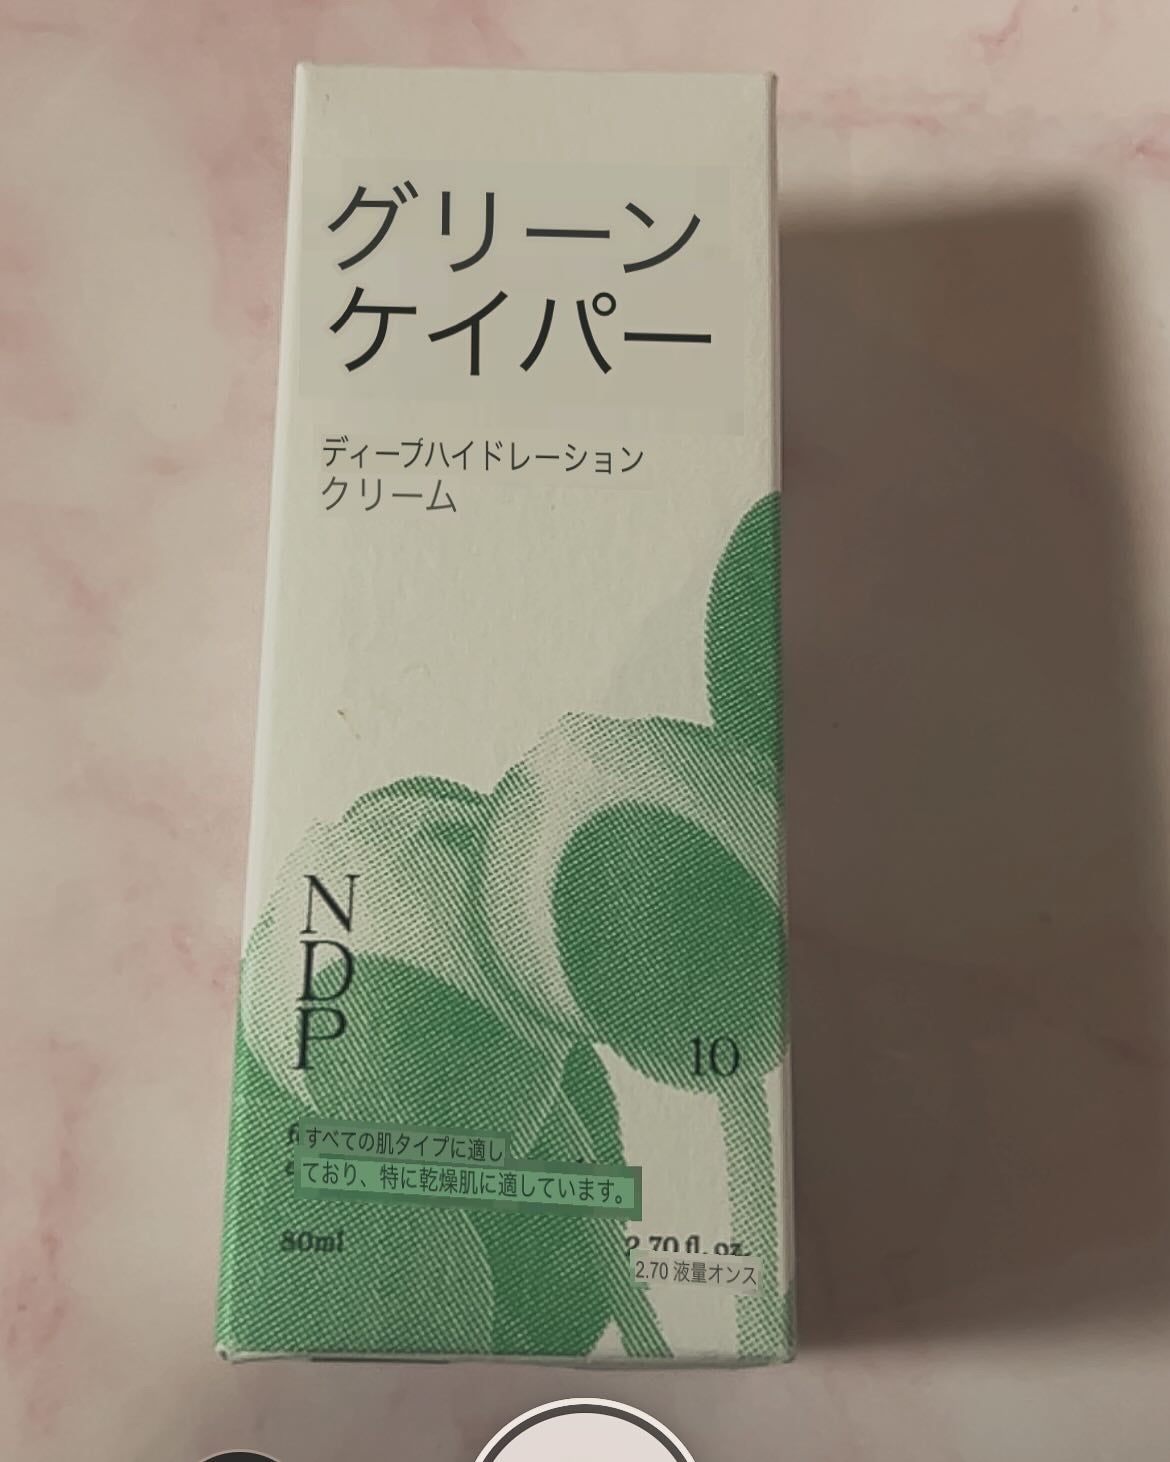 グリーン
ケイパー
ディープハイドレーション
クリーム
N
D
P
10
すべての肌タイプに適し
ており、特に乾燥肌に適しています。
80ml
2.70 fl. oz.
2.70 液量オンス